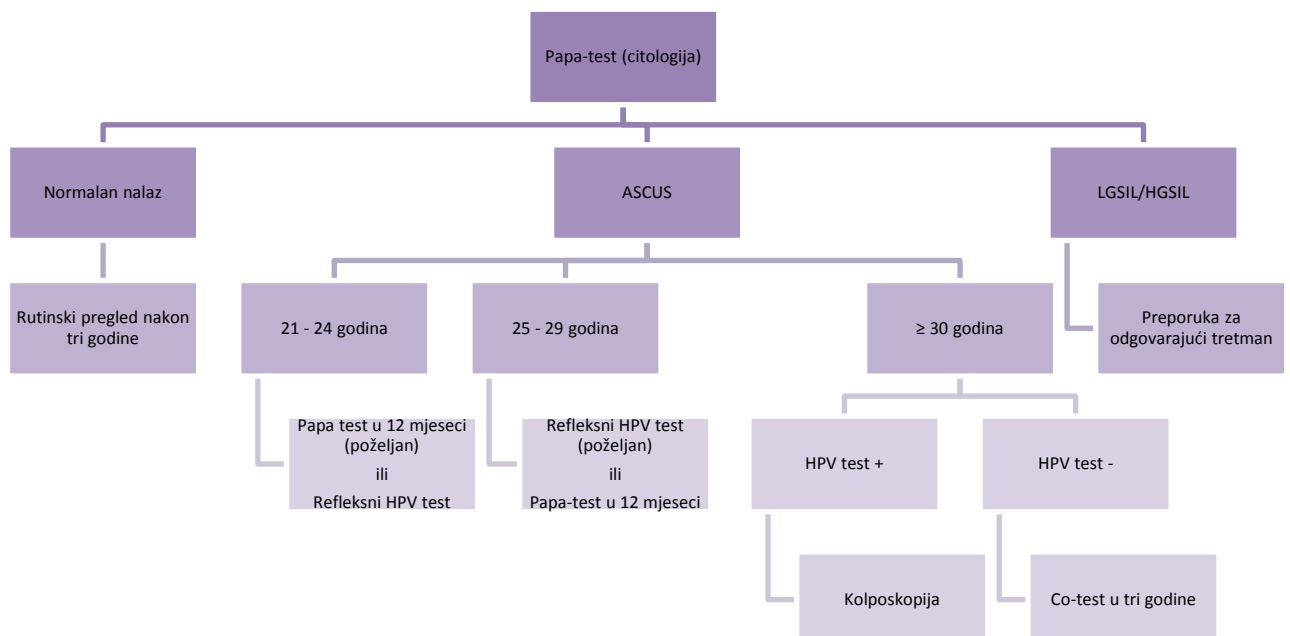 Papa-test (citologija)
Normalan nalaz
ASCUS
LGSIL/HGSIL
Rutinski pregled nakon
tri godine
21 - 24 godina
25 - 29 godina
≥ 30 godina
Preporuka za
odgovarajući tretman
Papa test u 12 mjeseci
(poželjan)
ili
Refleksni HPV test
Refleksni HPV test
(poželjan)
ili
Papa-test u 12 mjeseci
HPV test +
HPV test -
Kolposkopija
Co-test u tri godine